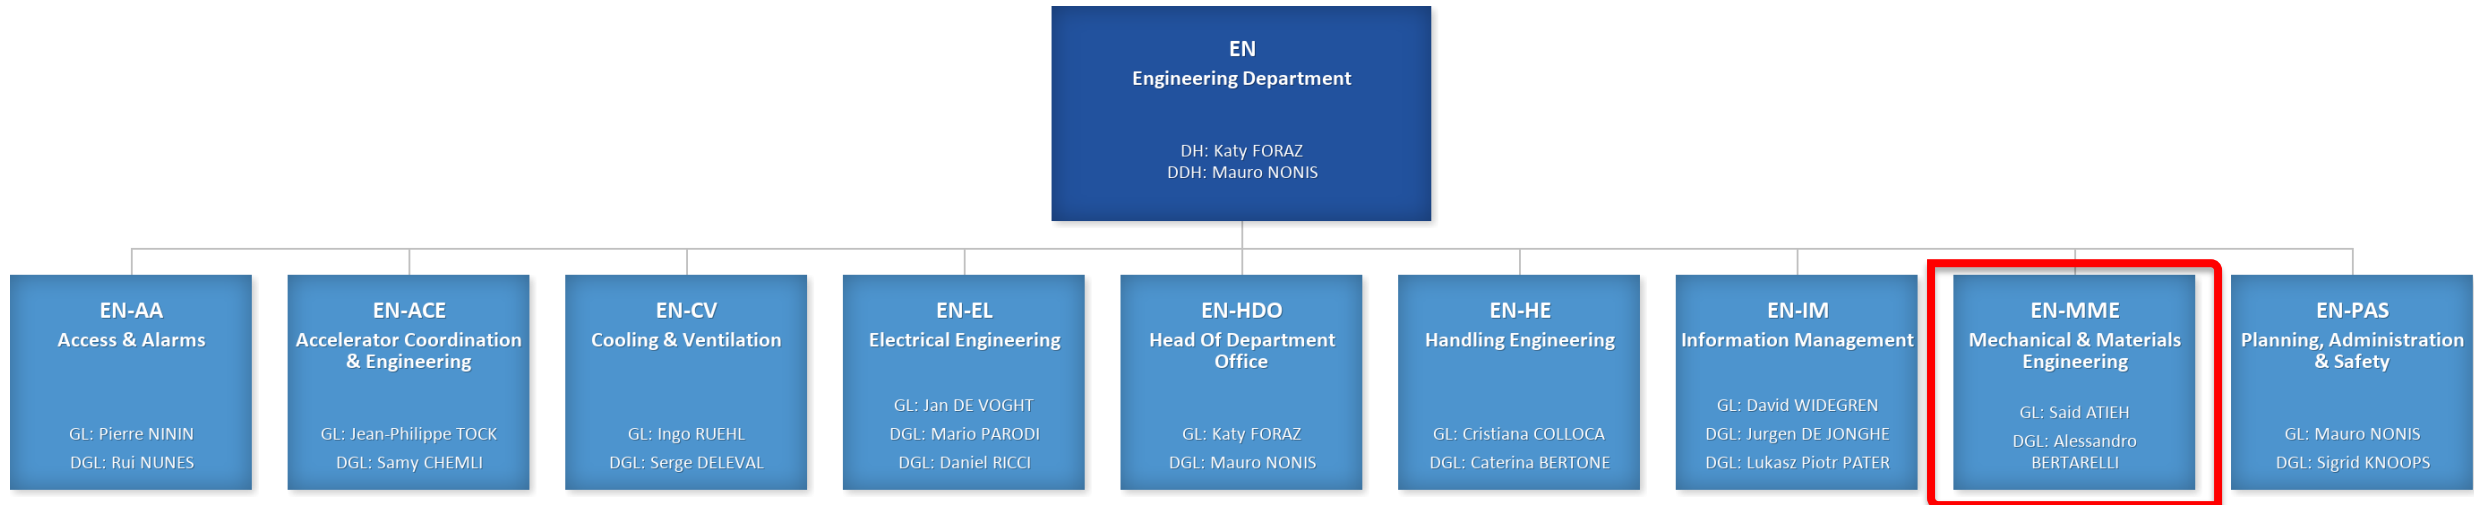 EN
Engineering Department
DH: Katy FORAZ
DDH: Mauro NONIS
EN-AA
Access & Alarms
GL: Pierre NININ
DGL: Rui NUNES
EN-ACE
Accelerator Coordination
& Engineering
GL: Jean-Philippe TOCK
DGL: Samy CHEMLI
EN-CV
Cooling & Ventilation
GL: Ingo RUEHL
DGL: Serge DELEVAL
EN-EL
Electrical Engineering
GL: Jan DE VOGHT
DGL: Mario PARODI
DGL: Daniel RICCI
EN-HDO
Head Of Department
Office
GL: Katy FORAZ
DGL: Mauro NONIS
EN-HE
Handling Engineering
GL: Cristiana COLLOCA
DGL: Caterina BERTONE
EN-IM
Information Management
GL: David WIDEGREN
DGL: Jurgen DE JONGHE
DGL: Lukasz Piotr PATER
EN-MME
Mechanical & Materials
Engineering
GL: Said ATIEH
DGL: Alessandro
BERTARELLI
EN-PAS
Planning, Administration
& Safety
GL: Mauro NONIS
DGL: Sigrid KNOOPS